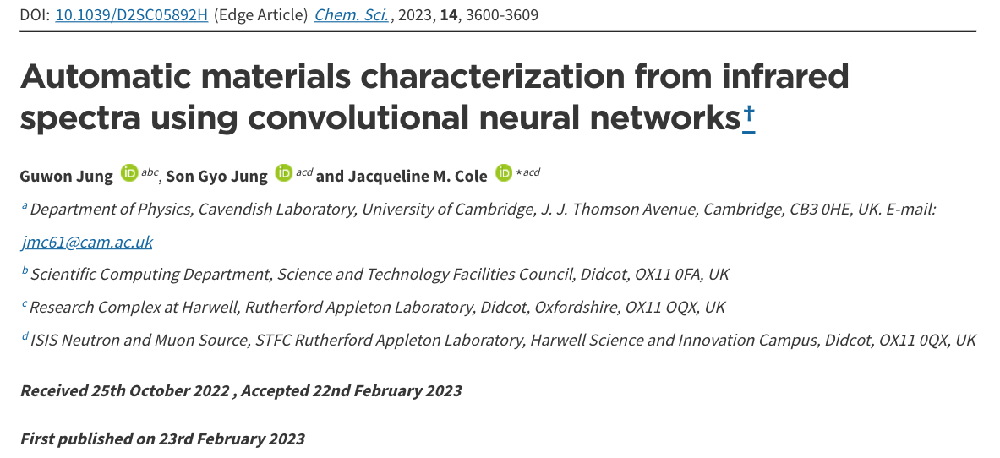 DOI: 10.1039/D2SC05892H (Edge Article) Chem. Sci., 2023, 14, 3600-3609
Automatic materials characterization from infrared
spectra using convolutional neural networks†
Guwon Jung iD abc, Son Gyo Jung iD acd and Jacqueline M. Cole iD *acd
a Department of Physics, Cavendish Laboratory, University of Cambridge, J. J. Thomson Avenue, Cambridge, CB3 0HE, UK. E-mail:
jmc61@cam.ac.uk
b Scientific Computing Department, Science and Technology Facilities Council, Didcot, OX11 0FA, UK
c Research Complex at Harwell, Rutherford Appleton Laboratory, Didcot, Oxfordshire, OX11 OQX, UK
d ISIS Neutron and Muon Source, STFC Rutherford Appleton Laboratory, Harwell Science and Innovation Campus, Didcot, OX11 0QX, UK
Received 25th October 2022 , Accepted 22nd February 2023
First published on 23rd February 2023